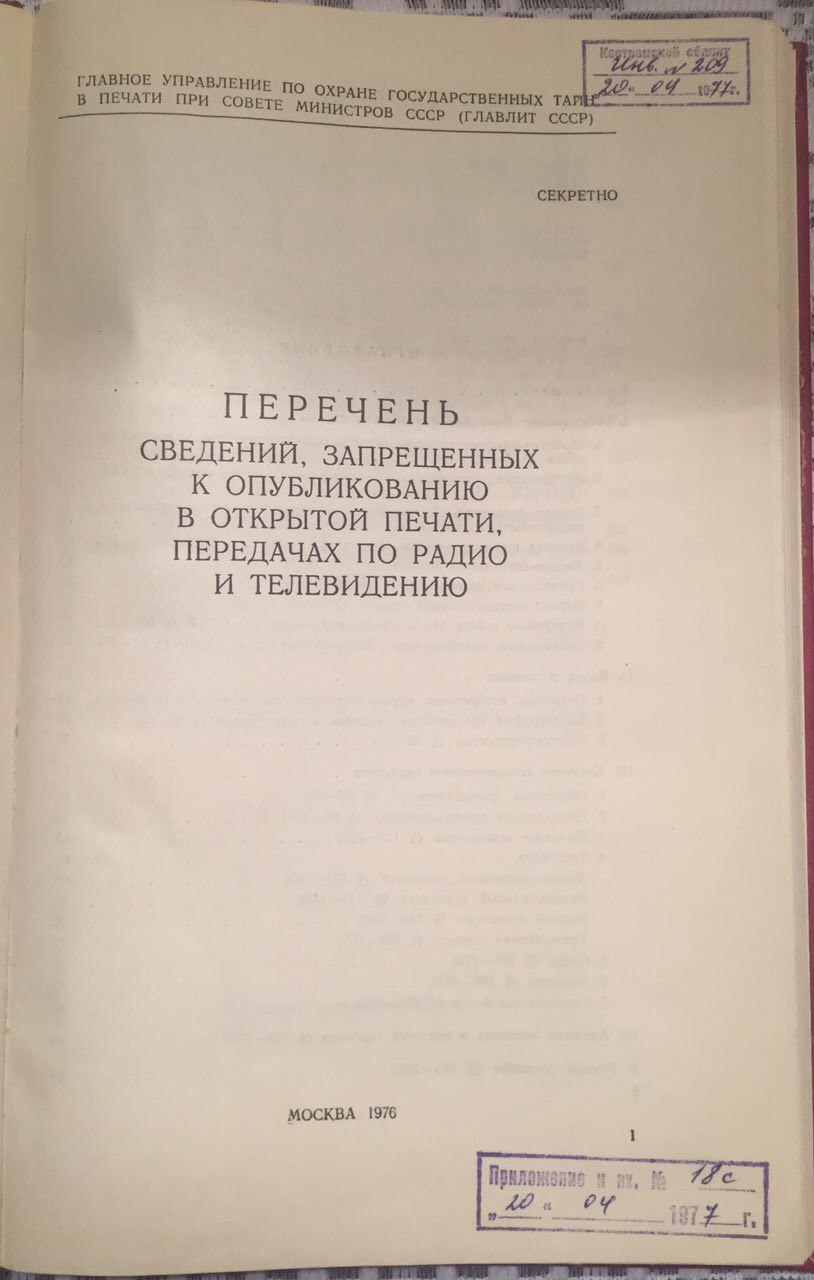 Костромской обллит
Инв. № 209
"20" 04 1977г.
ГЛАВНОЕ УПРАВЛЕНИЕ ПО ОХРАНЕ ГОСУДАРСТВЕННЫХ ТАЙН
В ПЕЧАТИ ПРИ СОВЕТЕ МИНИСТРОВ СССР (ГЛАВЛИТ СССР)
СЕКРЕТНО
ПЕРЕЧЕНЬ
СВЕДЕНИЙ, ЗАПРЕЩЕННЫХ
К ОПУБЛИКОВАНИЮ
В ОТКРЫТОЙ ПЕЧАТИ,
ПЕРЕДАЧАХ ПО РАДИО
И ТЕЛЕВИДЕНИЮ
МОСКВА 1976
1
Приложение к вх. № 18с
„20" 04 1977 г.